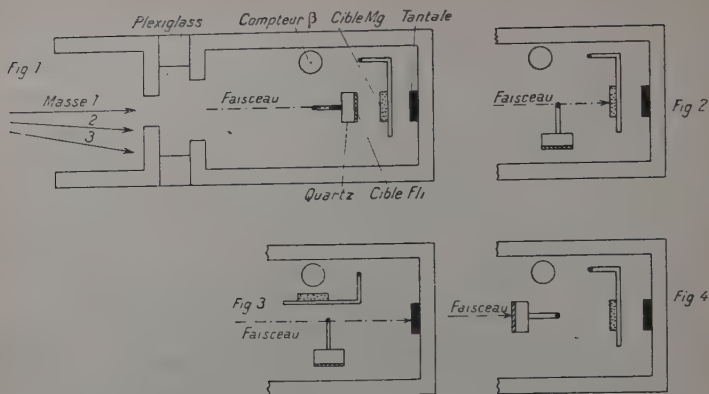 Plexiglass Compteur β Cible Mg Tantale
Fig 1
Masse 1
2
3
Faisceau
Quartz Cible FLi
Faisceau
Fig 2
Fig 3
Faisceau
Faisceau
Fig 4